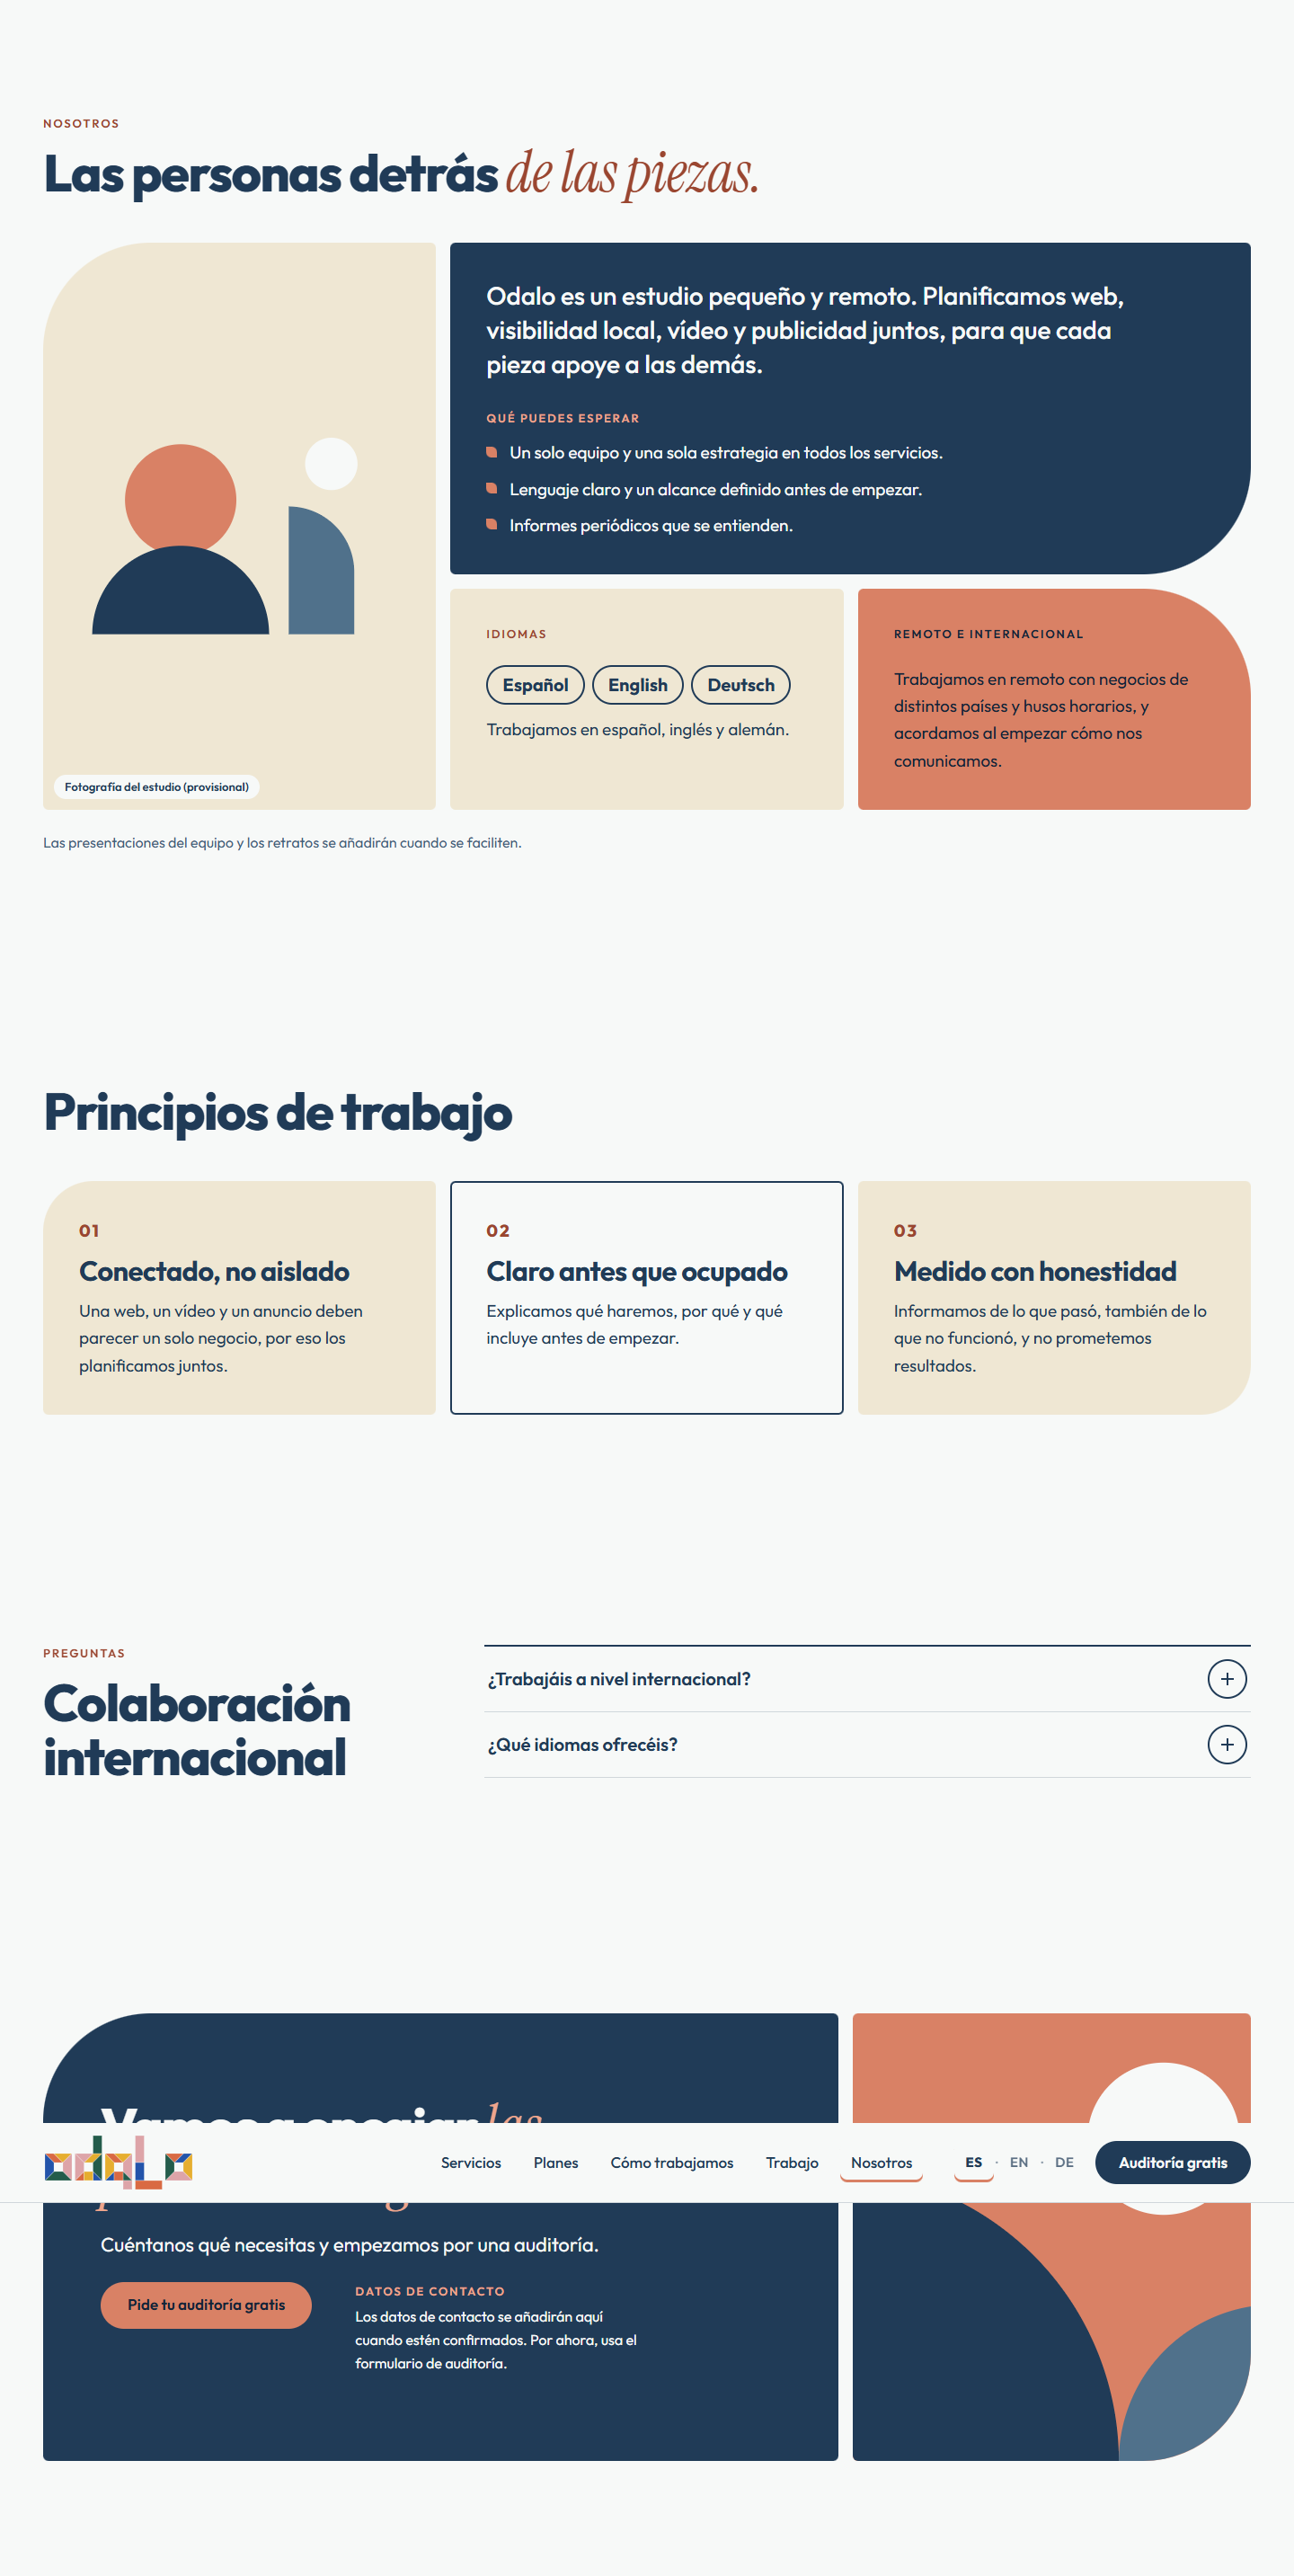 NOSOTROS
Las personas detrás de las piezas.
Odalo es un estudio pequeño y remoto. Planificamos web,
visibilidad local, vídeo y publicidad juntos, para que cada
pieza apoye a las demás.
QUÉ PUEDES ESPERAR
Un solo equipo y una sola estrategia en todos los servicios.
Lenguaje claro y un alcance definido antes de empezar.
Informes periódicos que se entienden.
IDIOMAS
Español English Deutsch
Trabajamos en español, inglés y alemán.
REMOTO E INTERNACIONAL
Trabajamos en remoto con negocios de
distintos países y husos horarios, y
acordamos al empezar cómo nos
comunicamos.
Fotografía del estudio (provisional)
Las presentaciones del equipo y los retratos se añadirán cuando se faciliten.
Principios de trabajo
01
Conectado, no aislado
Una web, un vídeo y un anuncio deben
parecer un solo negocio, por eso los
planificamos juntos.
02
Claro antes que ocupado
Explicamos qué haremos, por qué y qué
incluye antes de empezar.
03
Medido con honestidad
Informamos de lo que pasó, también de lo
que no funcionó, y no prometemos
resultados.
PREGUNTAS
Colaboración
internacional
¿Trabajáis a nivel internacional?
¿Qué idiomas ofrecéis?
Vamos a encajar las
odalo
Servicios Planes Cómo trabajamos Trabajo Nosotros ES · EN · DE Auditoría gratis
Cuéntanos qué necesitas y empezamos por una auditoría.
Pide tu auditoría gratis
DATOS DE CONTACTO
Los datos de contacto se añadirán aquí
cuando estén confirmados. Por ahora, usa el
formulario de auditoría.